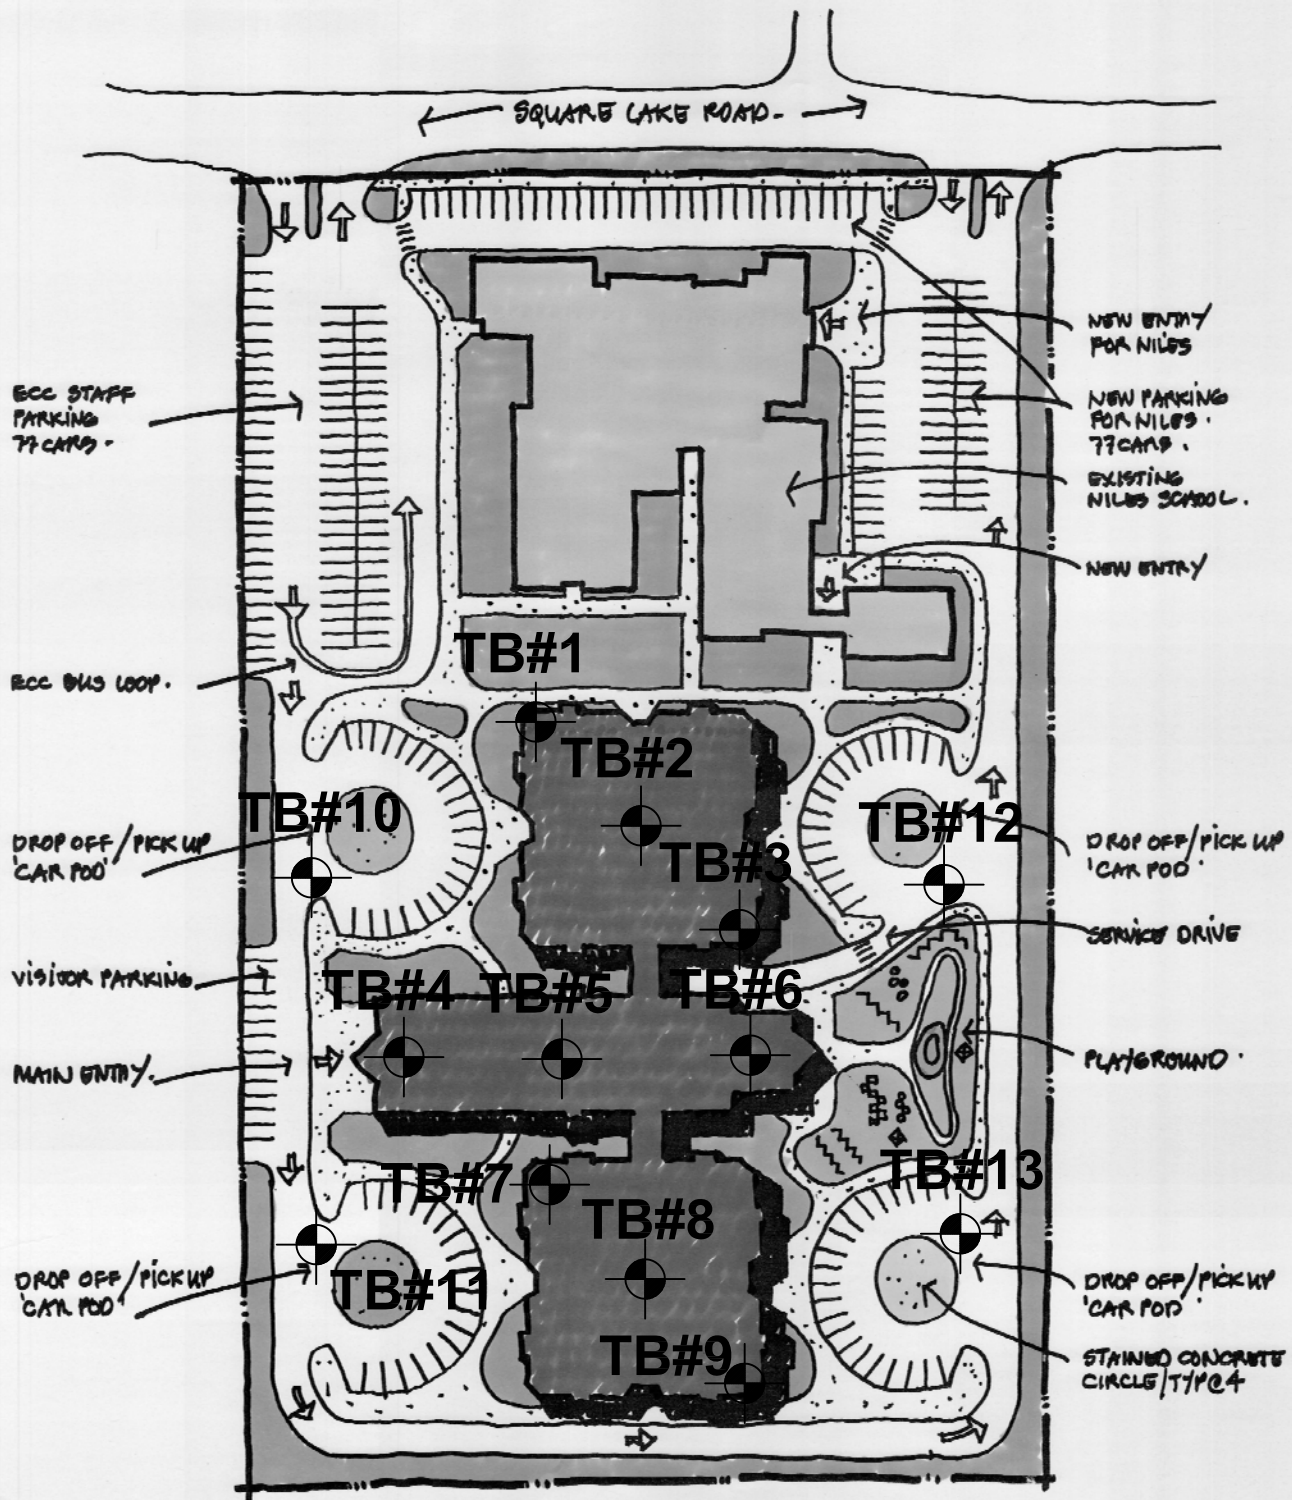 SQUARE LAKE ROAD.
NEW ENTRY
FOR NILES
ECC STAFF
PARKING
77 CARS.
NEW PARKING
FOR NILES.
77 CARS.
EXISTING
NILES SCHOOL.
NEW ENTRY
TB#1
ECC BUS LOOP.
TB#2
TB#10
TB#12
DROP OFF/PICK UP
'CAR POD'
TB#3
DROP OFF/PICK UP
'CAR POD'
SERVICE DRIVE
VISITOR PARKING
TB#4
TB#5
TB#6
MAIN ENTRY.
PLAYGROUND.
TB#7
TB#13
TB#8
DROP OFF/PICK UP
'CAR POD'
TB#11
DROP OFF/PICK UP
'CAR POD'
TB#9
STAINED CONCRETE
CIRCLE/TYP@4